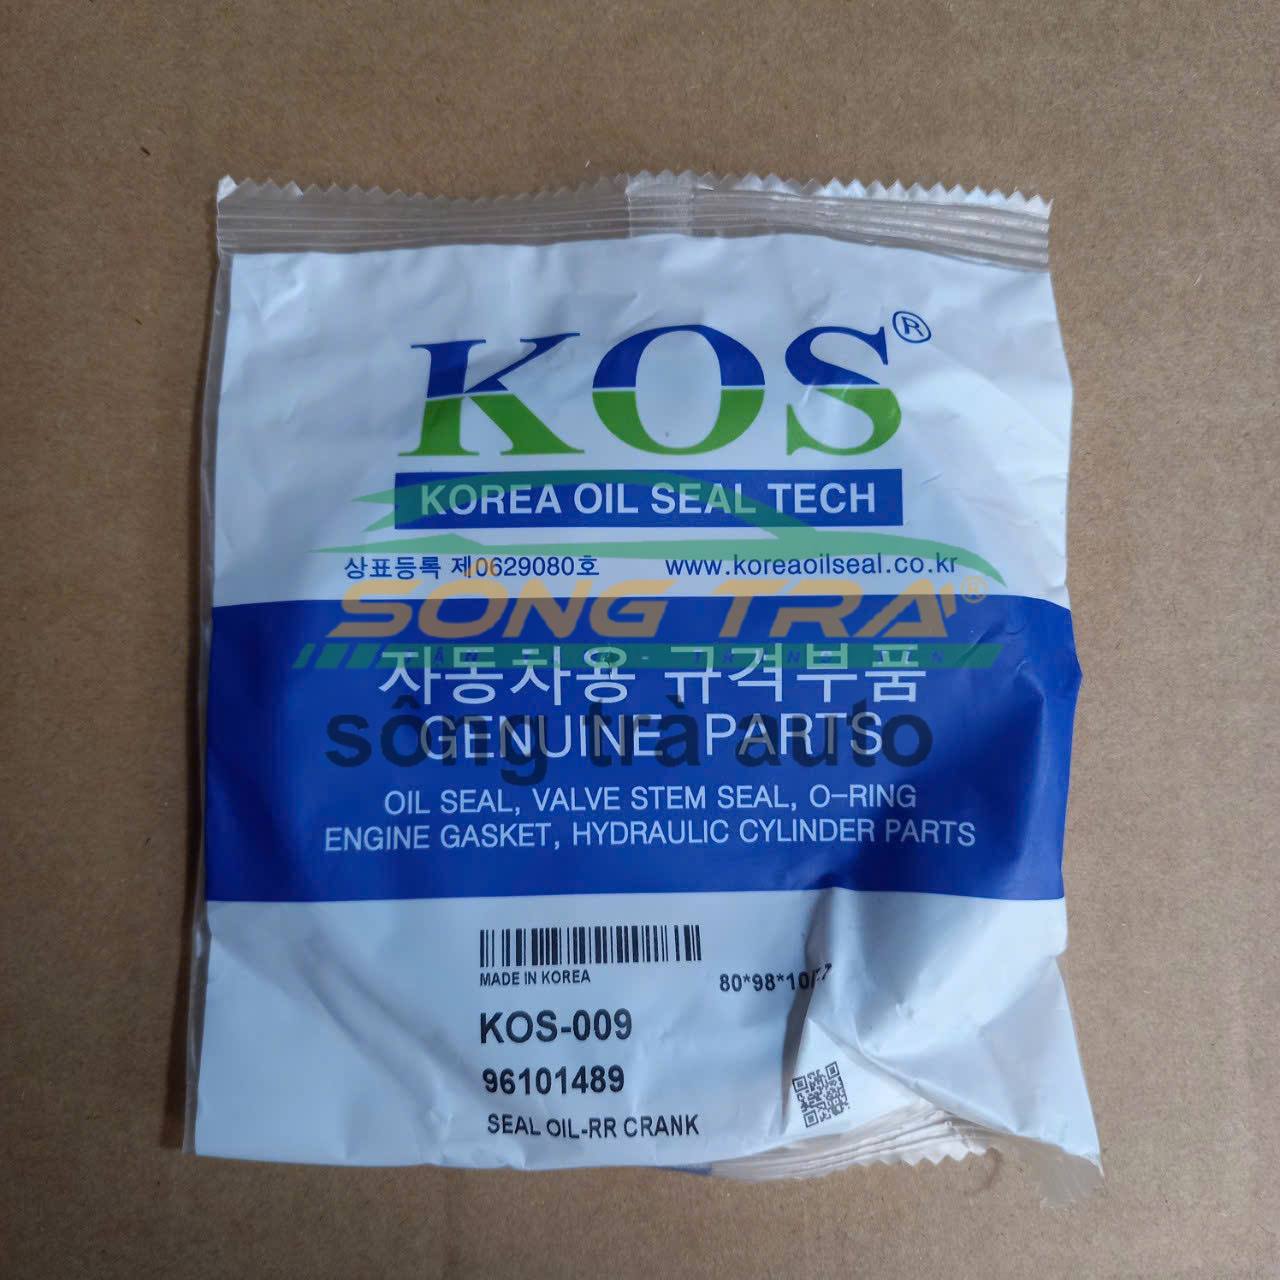 KOS®
KOREA OIL SEAL TECH
상표등록 제0629080호 www.koreaoilseal.co.kr
SÔNG TRÀ®
자동차용 규격부품
sông trà auto
GENUINE PARTS
OIL SEAL, VALVE STEM SEAL, O-RING
ENGINE GASKET, HYDRAULIC CYLINDER PARTS
MADE IN KOREA
KOS-009
96101489
SEAL OIL-RR CRANK